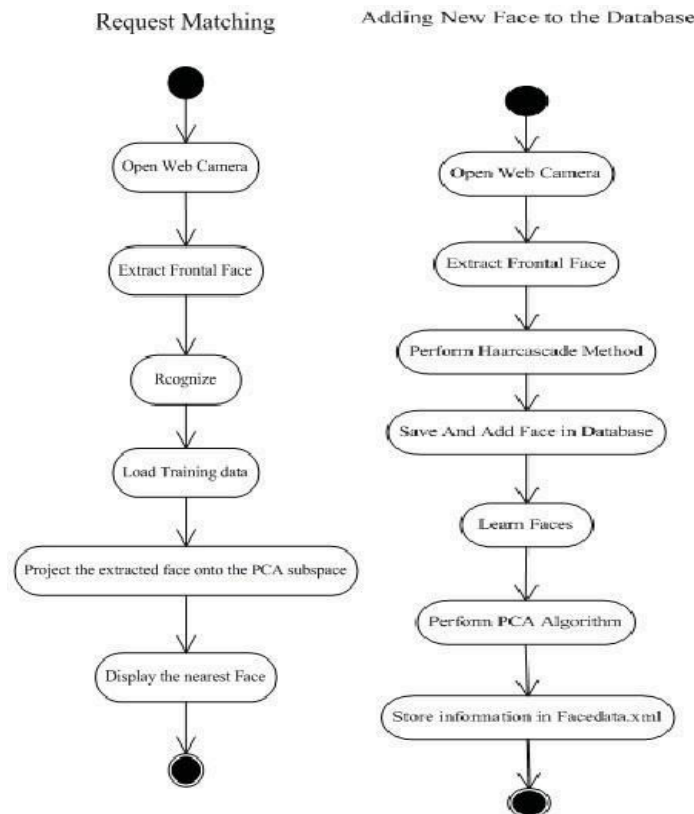 Request Matching
Open Web Camera
Extract Frontal Face
Rcognize
Load Training data
Project the extracted face onto the PCA subspace
Display the nearest Face
Adding New Face to the Database
Open Web Camera
Extract Frontal Face
Perform Haarcascade Method
Save And Add Face in Database
Learn Faces
Perform PCA Algorithm
Store information in Facedata.xml